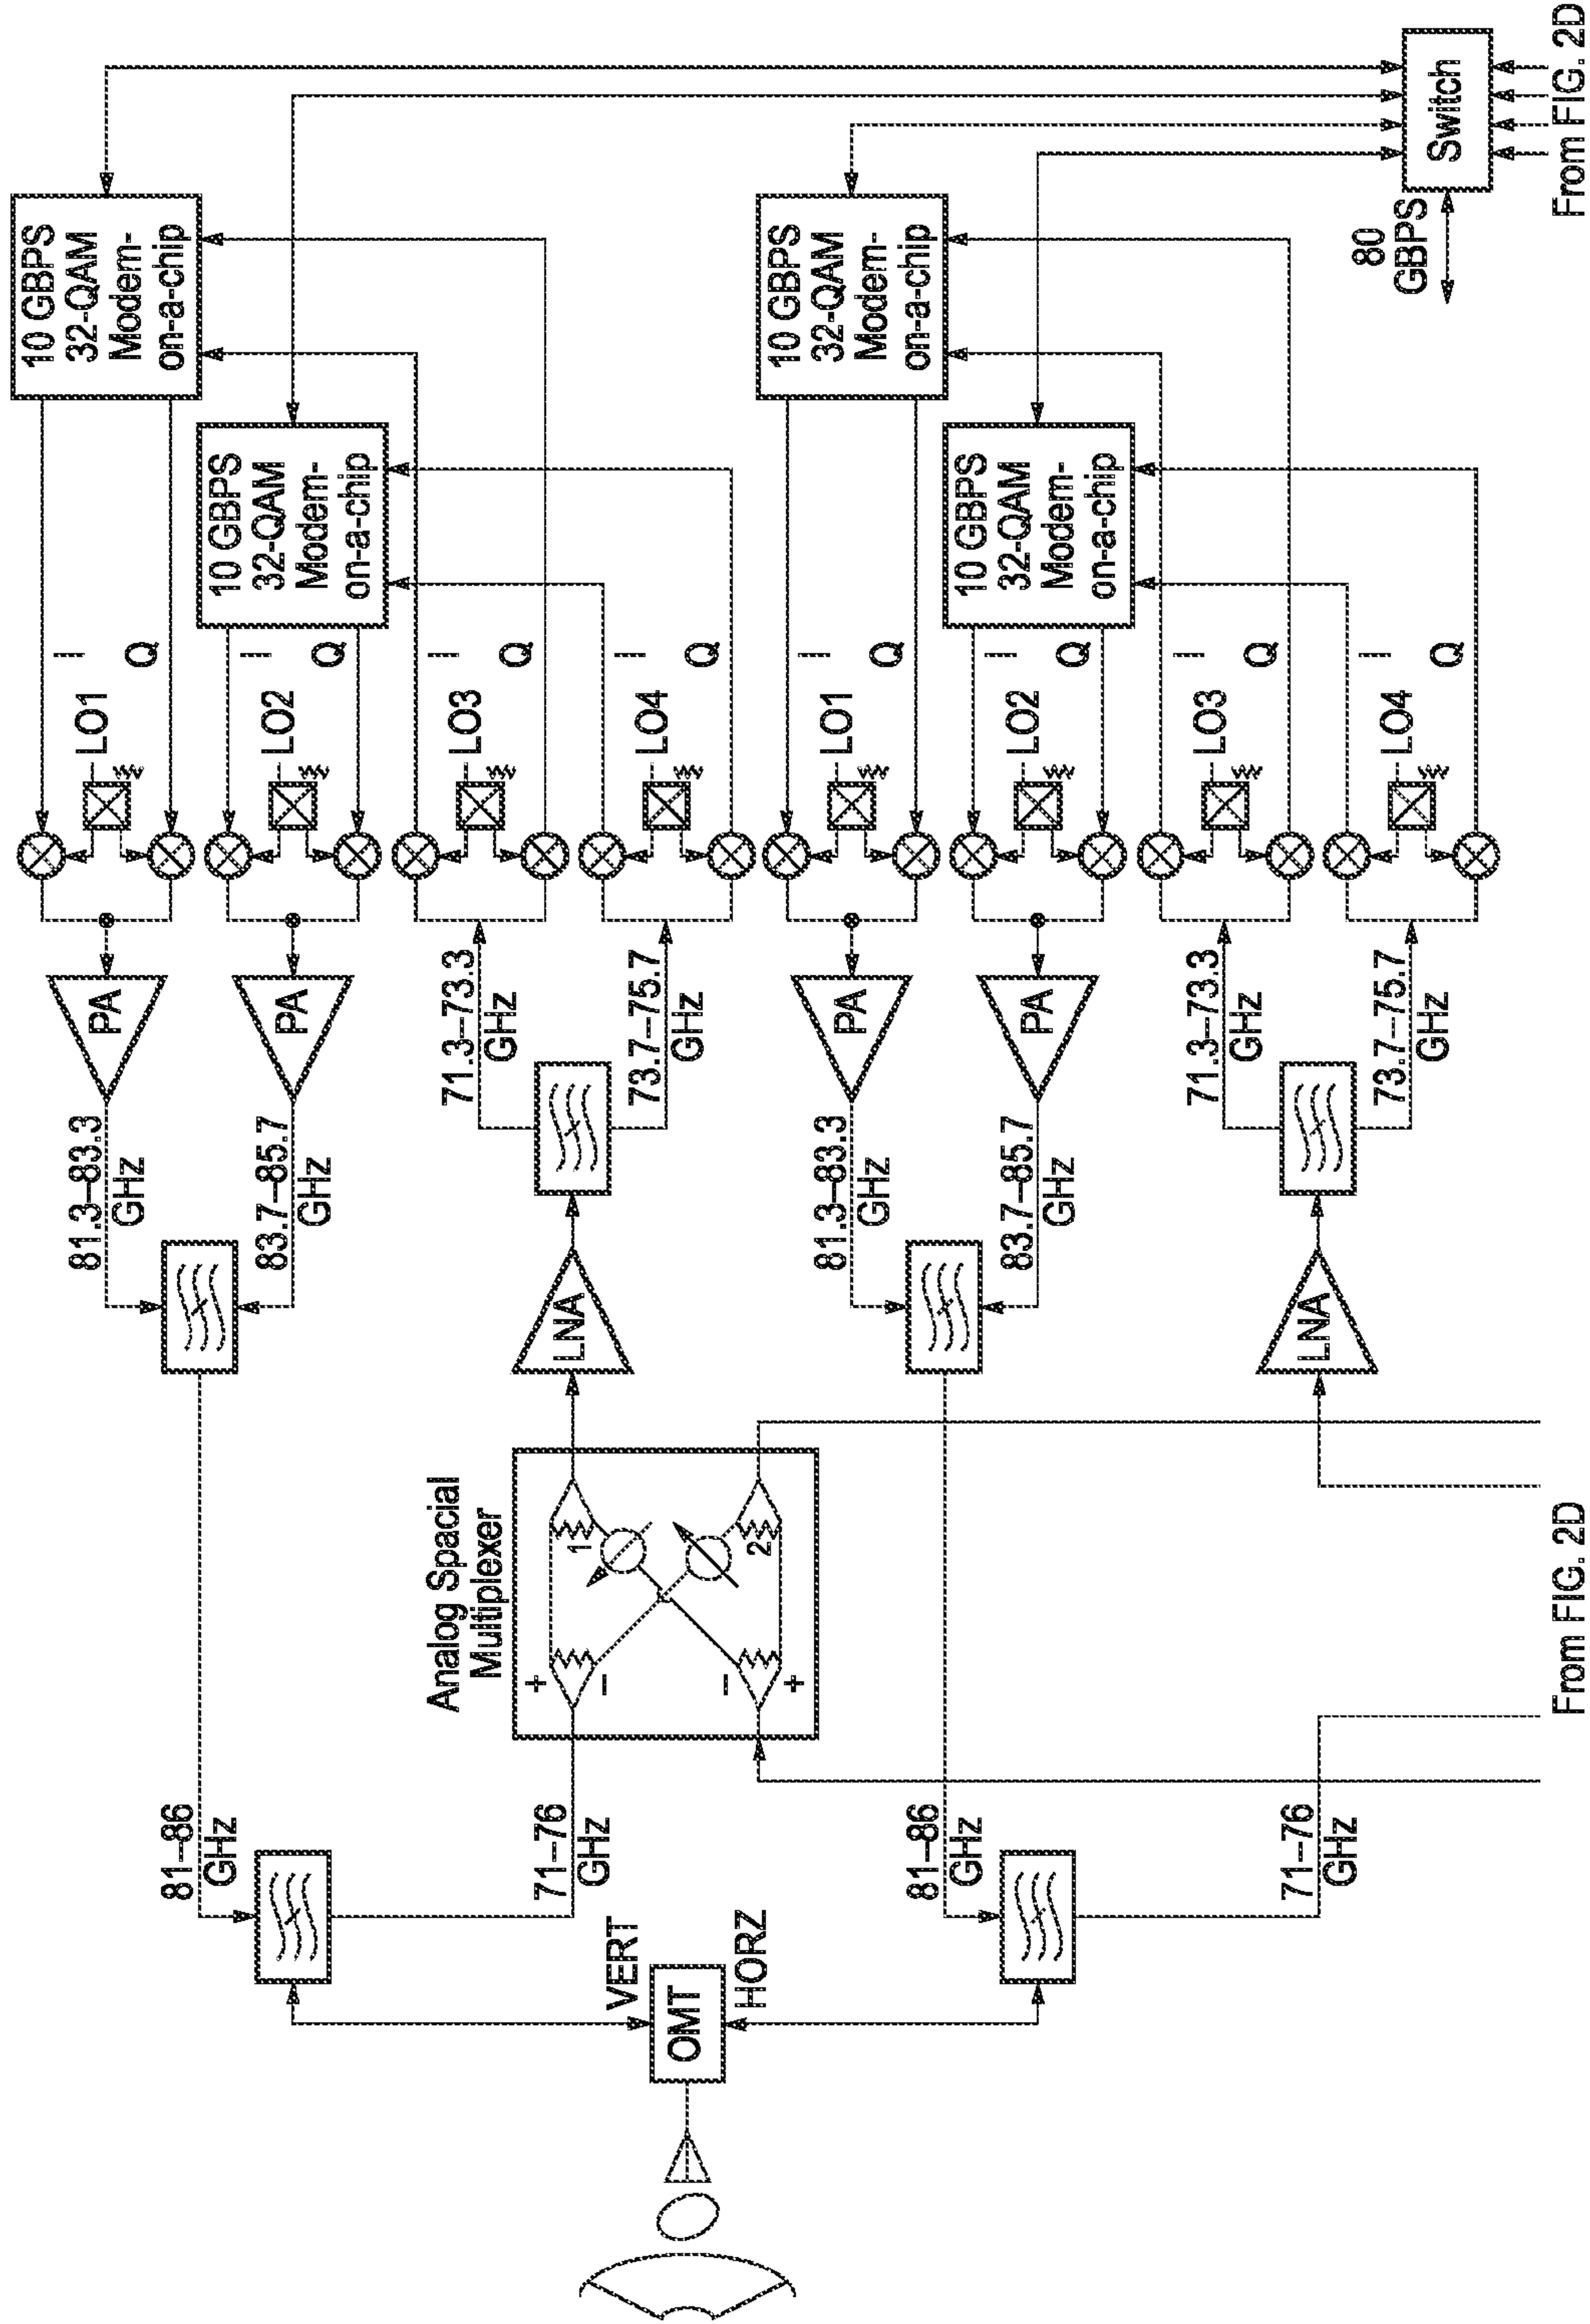 81–86
GHz
71–76
GHz
VERT
OMT
HORZ
81–86
GHz
71–76
GHz
Analog Spacial
Multiplexer
+
–
–
+
1
2
From FIG. 2D
LNA
LNA
81.3–83.3
GHz
83.7–85.7
GHz
71.3–73.3
GHz
73.7–75.7
GHz
81.3–83.3
GHz
83.7–85.7
GHz
71.3–73.3
GHz
73.7–75.7
GHz
PA
PA
PA
PA
LO1
I
Q
LO2
I
Q
LO3
I
Q
LO4
I
Q
LO1
I
Q
LO2
I
Q
LO3
I
Q
LO4
I
Q
10 GBPS
32-QAM
Modem-
on-a-chip
10 GBPS
32-QAM
Modem-
on-a-chip
10 GBPS
32-QAM
Modem-
on-a-chip
10 GBPS
32-QAM
Modem-
on-a-chip
80
GBPS
Switch
From FIG. 2D